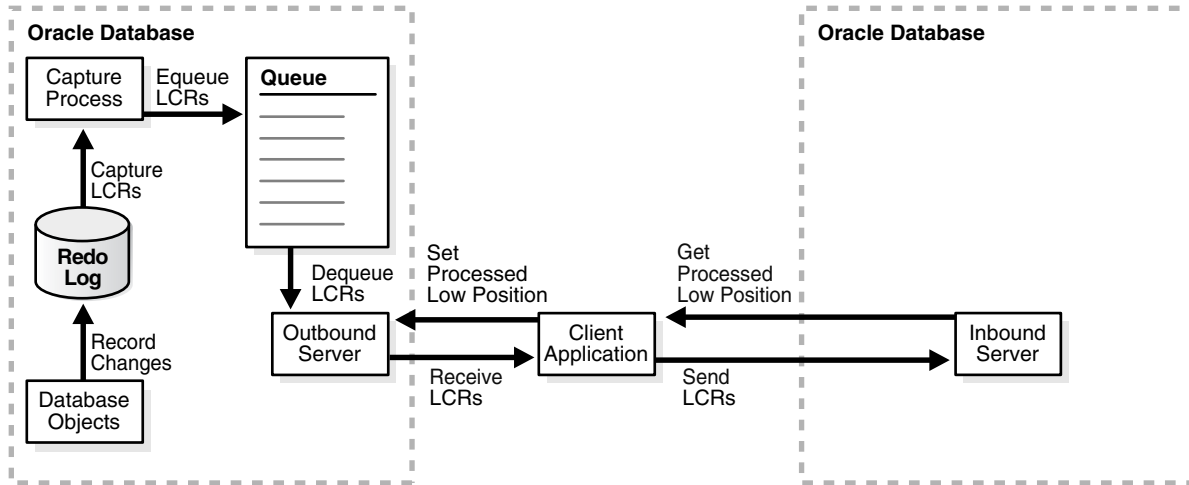 Oracle Database
Oracle Database
Capture
Process
Equeue
LCRs
Queue
Capture
LCRs
Redo
Log
Set
Processed
Low Position
Get
Processed
Low Position
Dequeue
LCRs
Record
Changes
Outbound
Server
Client
Application
Inbound
Server
Receive
LCRs
Send
LCRs
Database
Objects